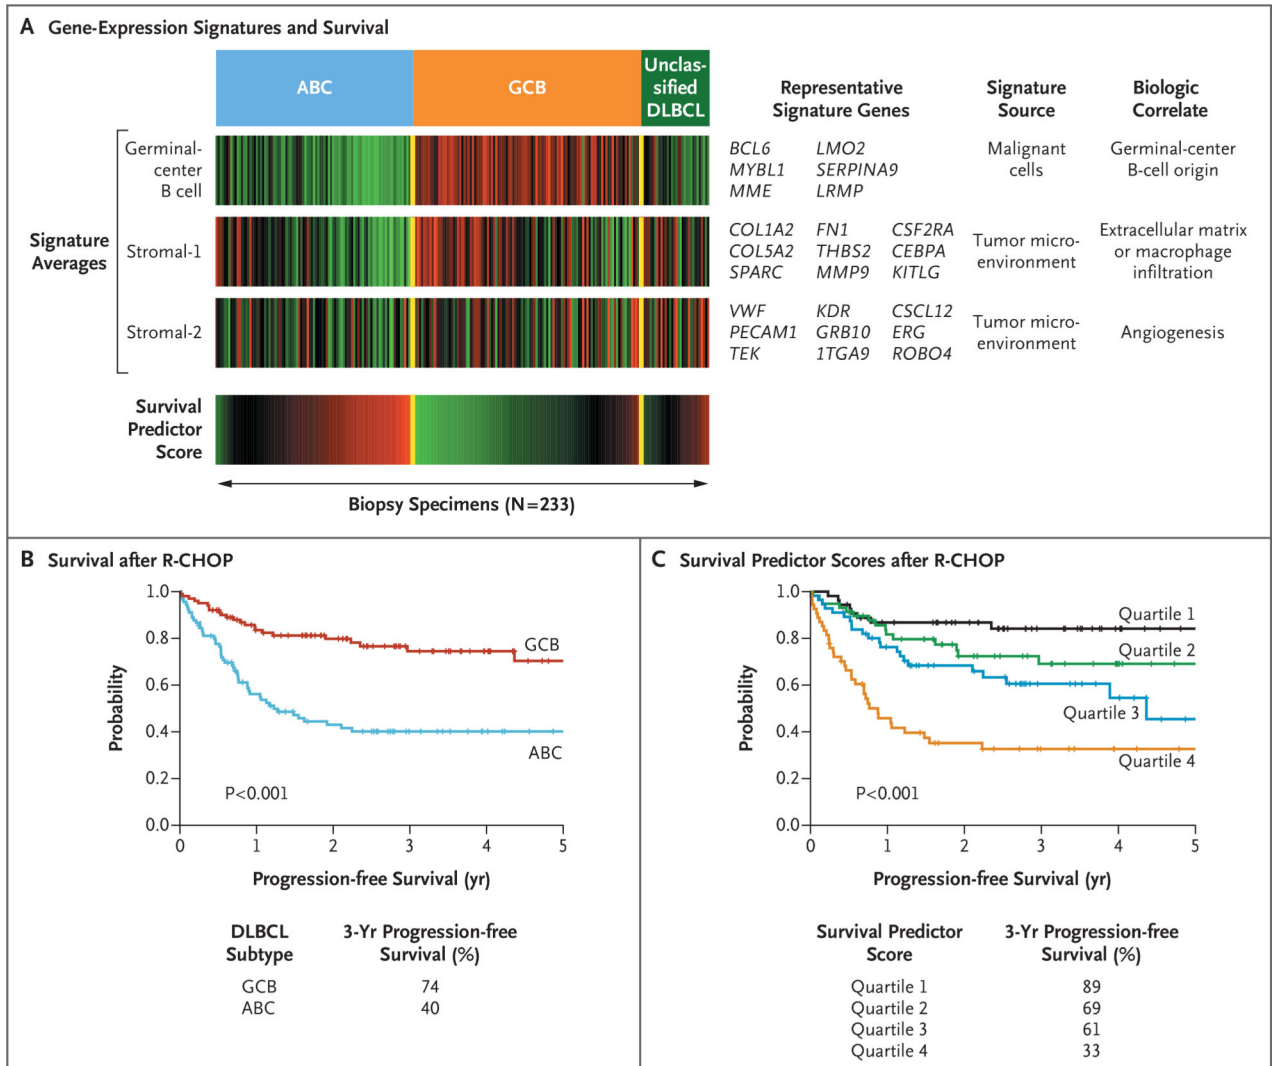 A Gene-Expression Signatures and Survival
ABC
GCB
Unclas-
sified
DLBCL
Representative
Signature Genes
Signature
Source
Biologic
Correlate
Signature
Averages
Germinal-
center
B cell
BCL6 LMO2
MYBL1 SERPINA9
MME LRMP
Malignant
cells
Germinal-center
B-cell origin
Stromal-1
COL1A2 FN1 CSF2RA
COL5A2 THBS2 CEBPA
SPARC MMP9 KITLG
Tumor micro-
environment
Extracellular matrix
or macrophage
infiltration
Stromal-2
VWF KDR CSCL12
PECAM1 GRB10 ERG
TEK 1TGA9 ROBO4
Tumor micro-
environment
Angiogenesis
Survival
Predictor
Score
Biopsy Specimens (N=233)
B Survival after R-CHOP
Probability
1.0
0.8
0.6
0.4
0.2
0.0
GCB
ABC
P<0.001
0 1 2 3 4 5
Progression-free Survival (yr)
DLBCL
Subtype
3-Yr Progression-free
Survival (%)
GCB 74
ABC 40
C Survival Predictor Scores after R-CHOP
Probability
1.0
0.8
0.6
0.4
0.2
0.0
Quartile 1
Quartile 2
Quartile 3
Quartile 4
P<0.001
0 1 2 3 4 5
Progression-free Survival (yr)
Survival Predictor
Score
3-Yr Progression-free
Survival (%)
Quartile 1 89
Quartile 2 69
Quartile 3 61
Quartile 4 33